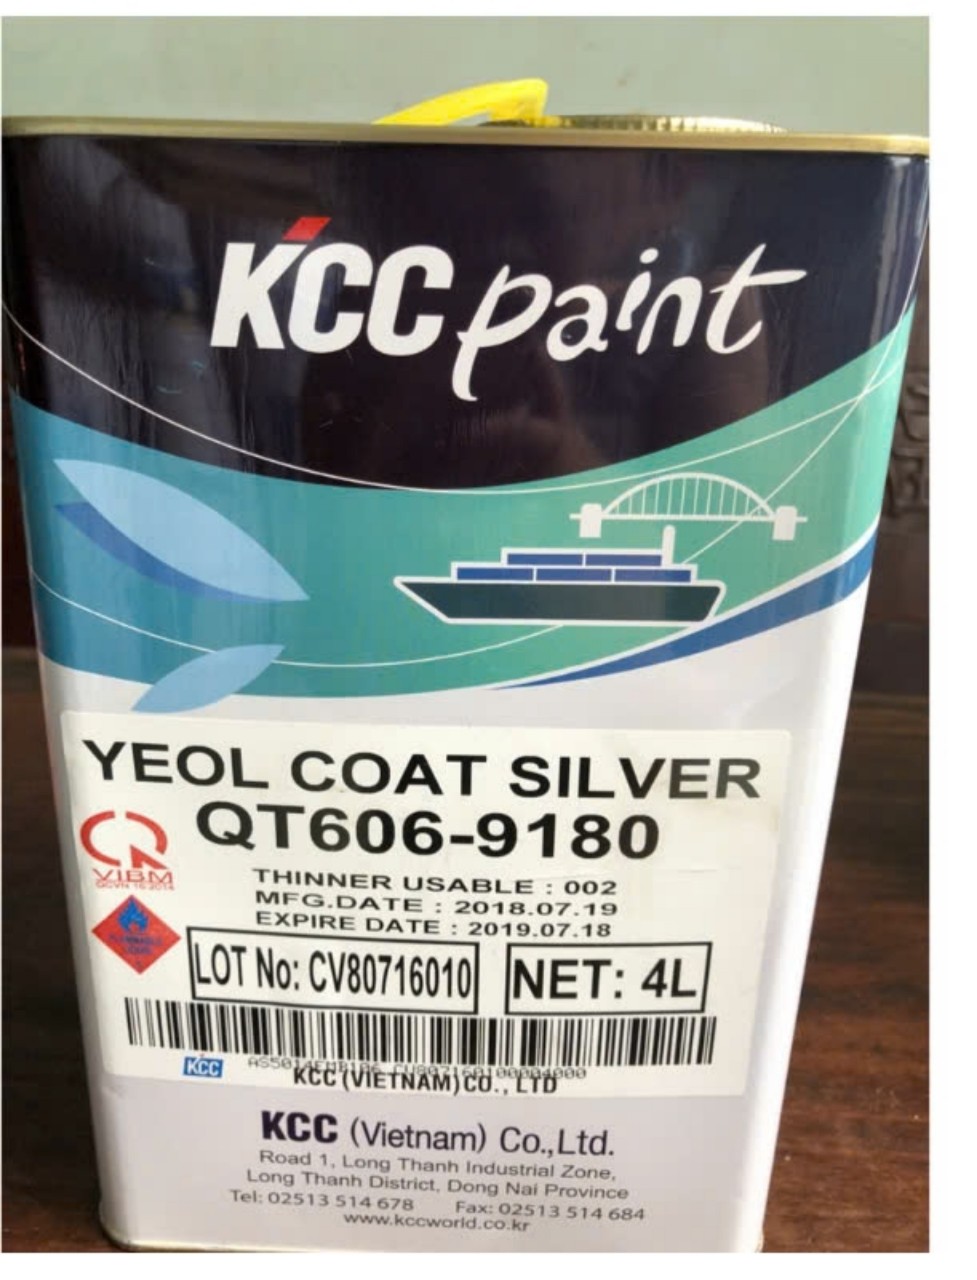 KCC paint
YEOL COAT SILVER
QT606-9180
VIBM
QCVN 16:2014
THINNER USABLE : 002
MFG.DATE : 2018.07.19
EXPIRE DATE : 2019.07.18
LOT No: CV80716010
NET: 4L
KCC
KCC (VIETNAM) CO., LTD
KCC (Vietnam) Co.,Ltd.
Road 1, Long Thanh Industrial Zone,
Long Thanh District, Dong Nai Province
Tel: 02513 514 678 Fax: 02513 514 684
www.kccworld.co.kr